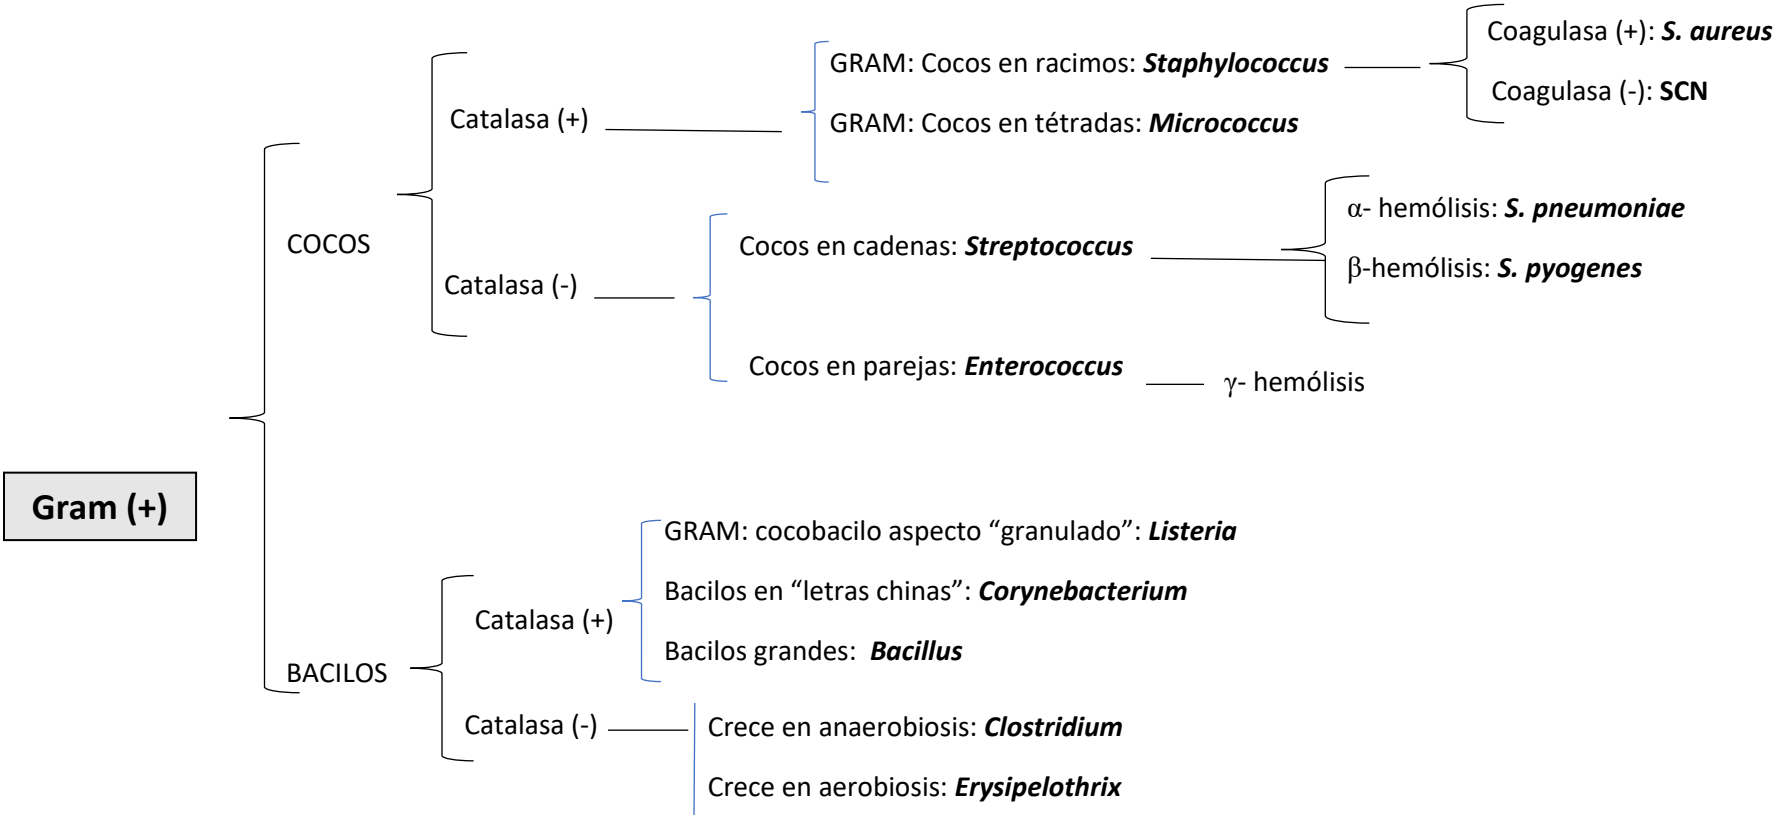 Coagulasa (+): S. aureus
GRAM: Cocos en racimos: Staphylococcus
Coagulasa (-): SCN
Catalasa (+)
GRAM: Cocos en tétradas: Micrococcus
α- hemólisis: S. pneumoniae
COCOS
Cocos en cadenas: Streptococcus
β-hemólisis: S. pyogenes
Catalasa (-)
Cocos en parejas: Enterococcus
γ- hemólisis
Gram (+)
GRAM: cocobacilo aspecto “granulado”: Listeria
Bacilos en “letras chinas”: Corynebacterium
Catalasa (+)
Bacilos grandes: Bacillus
BACILOS
Catalasa (-)
Crece en anaerobiosis: Clostridium
Crece en aerobiosis: Erysipelothrix